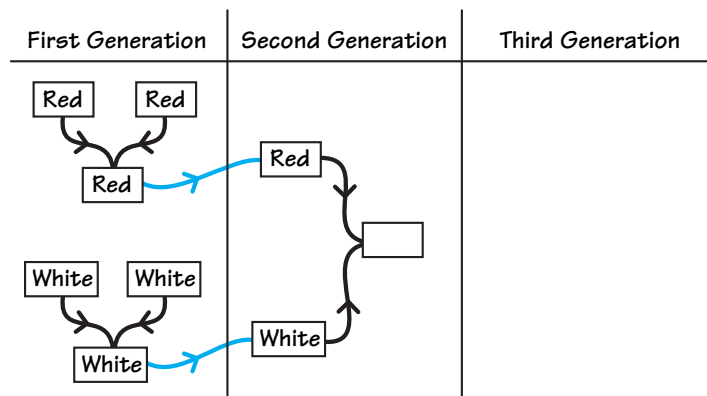 First Generation
Second Generation
Third Generation
Red Red
Red
Red
White White
White
White